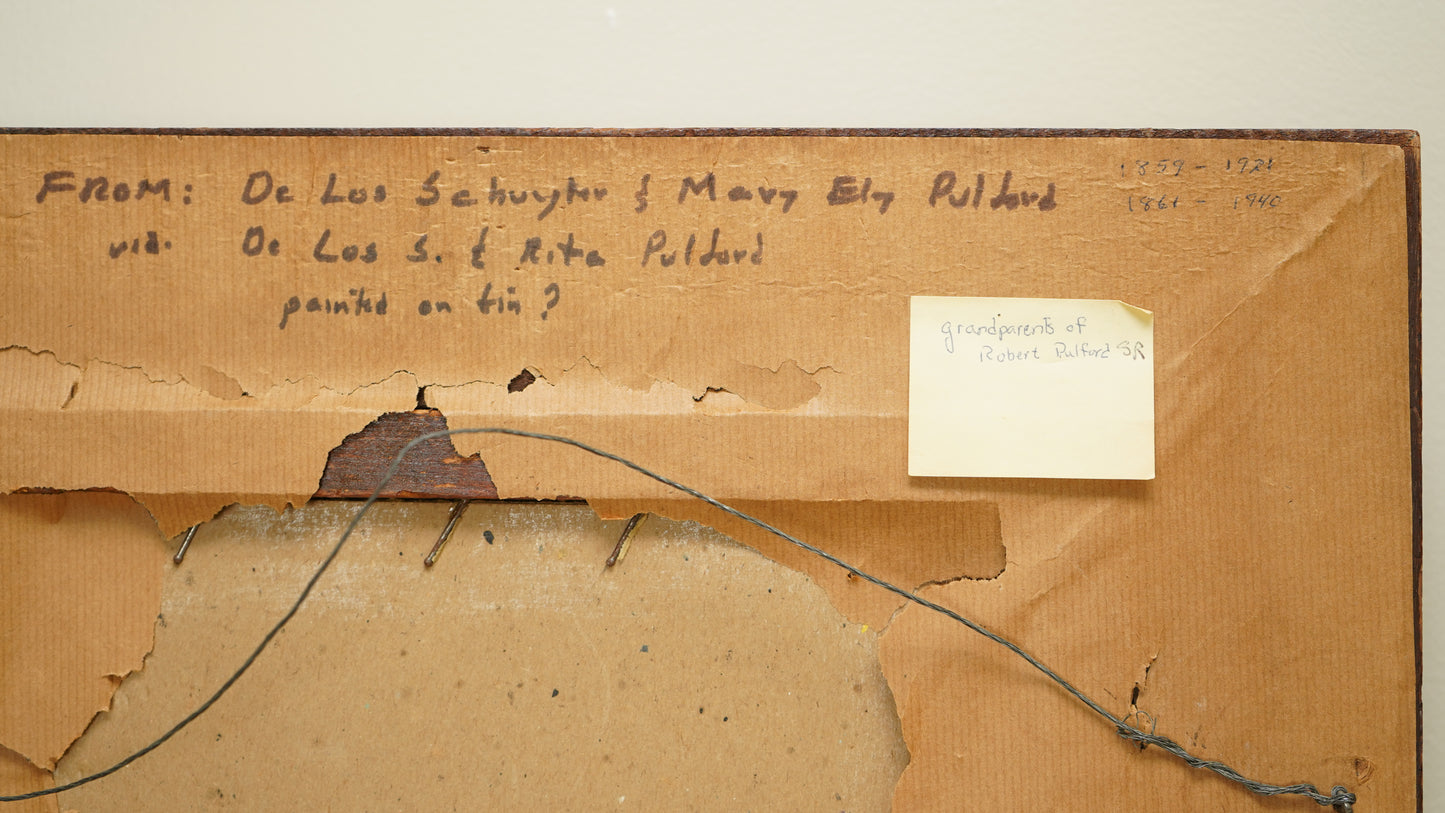 FROM: De Los Schuyler & Mary Ely Pulford
1859 - 1921
1861 - 1940
via. De Los S. & Rita Pulford
painted on tin?
grandparents of
Robert Pulford SR